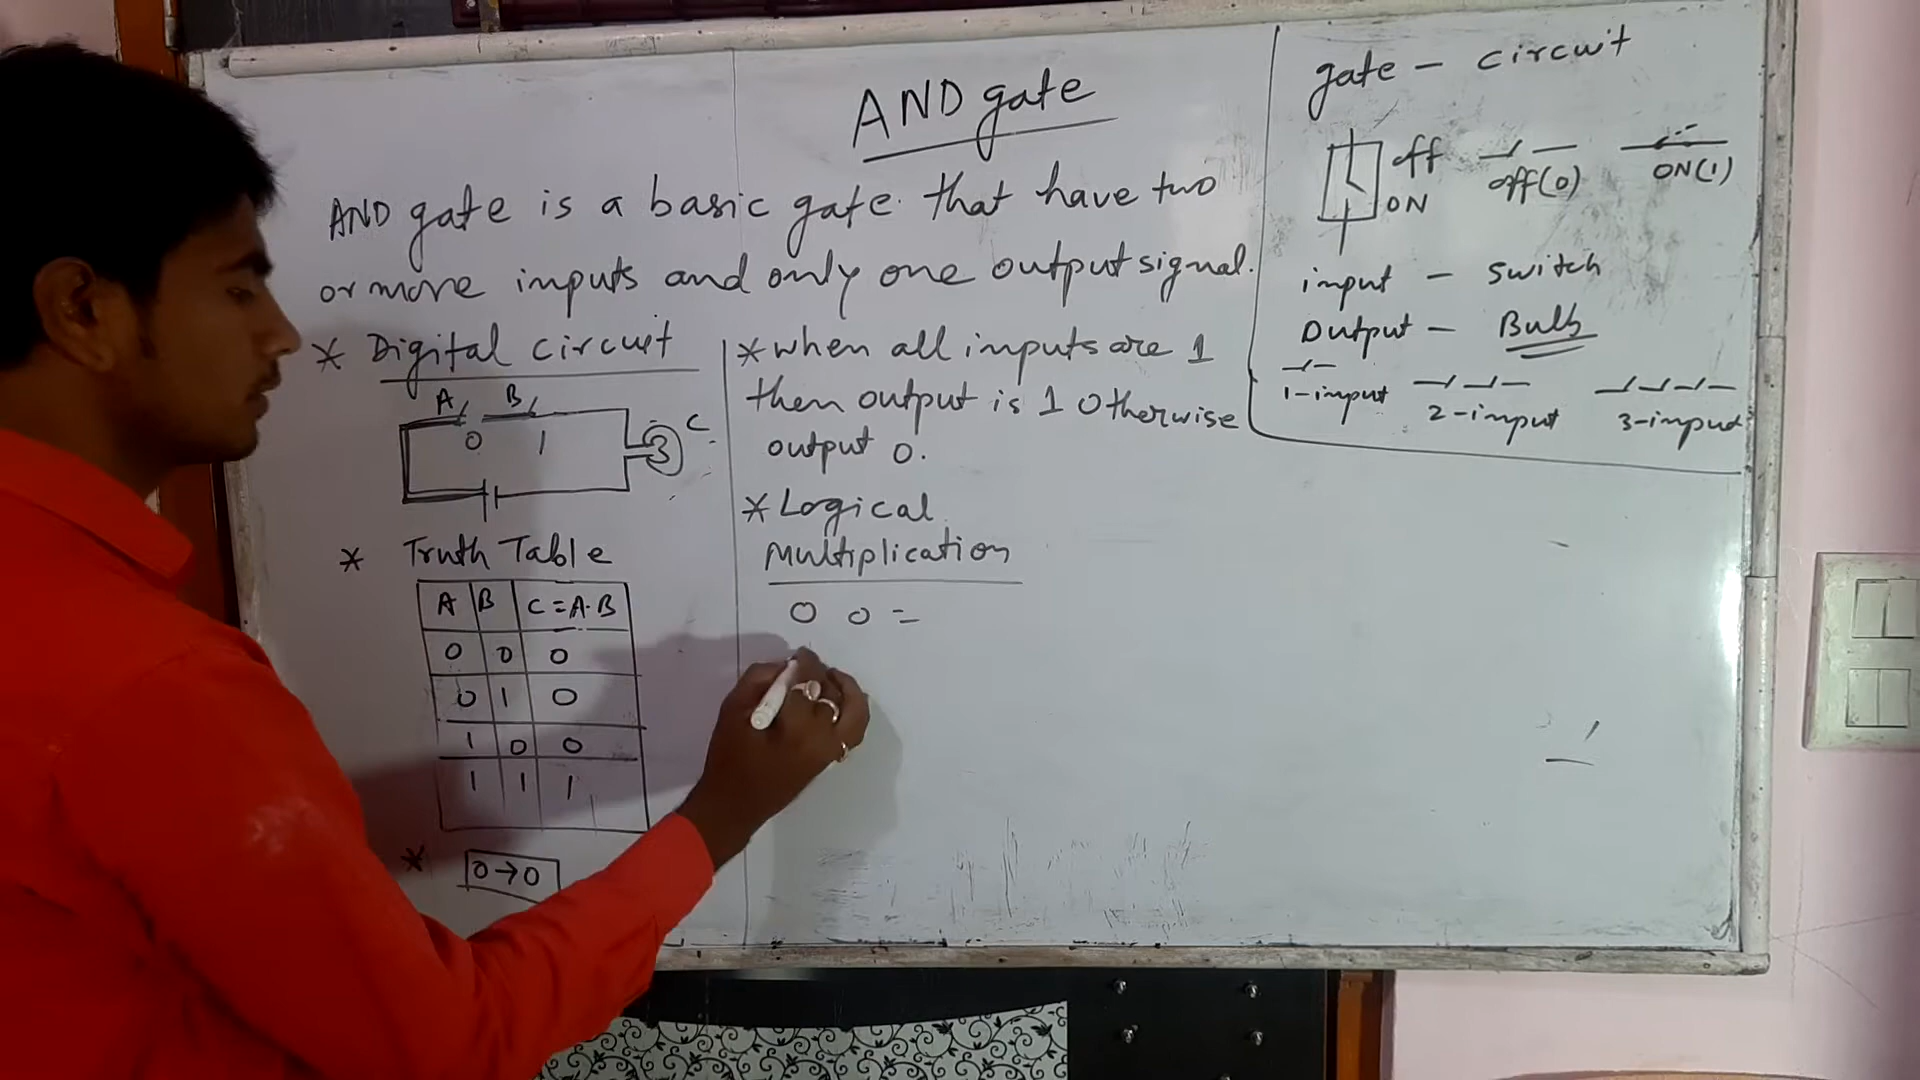 AND gate
AND gate is a basic gate. that have two
or more inputs and only one output signal.
* Digital circuit
A B
0 1
C
* Truth Table
A B C = A.B
0 0 0
0 1 0
1 0 0
1 1 1
* 0→0
* when all inputs are 1
then output is 1 otherwise
output 0.
* Logical
Multiplication
0 0 =
gate - circuit
off
ON
off(0)
ON(1)
input - switch
Output - Bulb
1-input 2-input 3-input